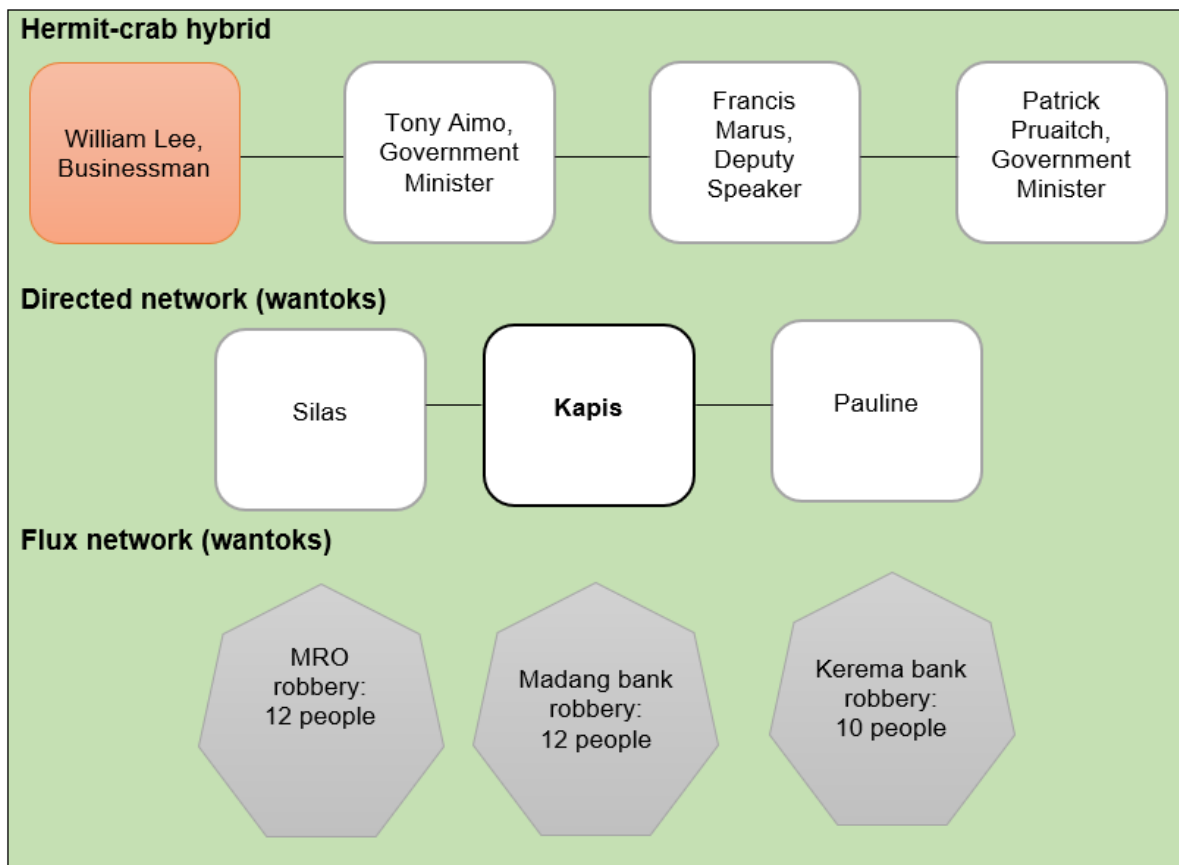 Hermit-crab hybrid
William Lee,
Businessman
Tony Aimo,
Government
Minister
Francis
Marus,
Deputy
Speaker
Patrick
Pruaitch,
Government
Minister
Directed network (wantoks)
Silas
Kapis
Pauline
Flux network (wantoks)
MRO
robbery:
12 people
Madang bank
robbery:
12 people
Kerema bank
robbery:
10 people